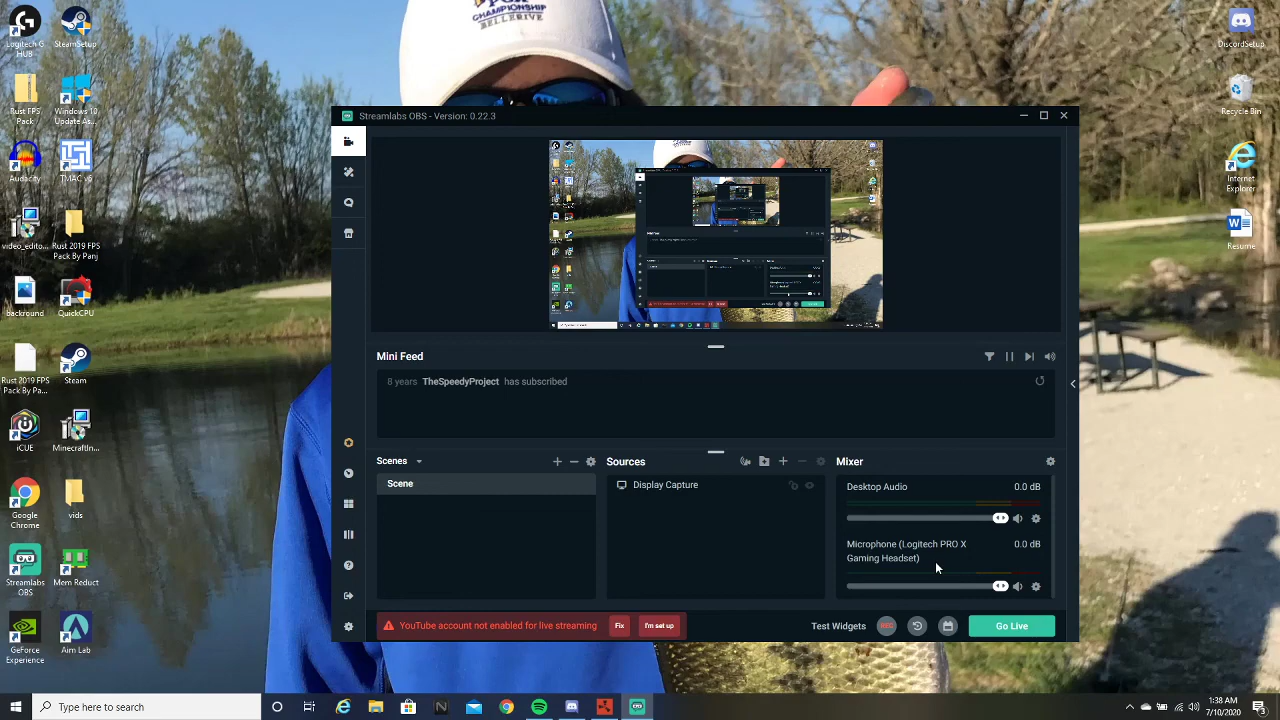 CHAMPIONSHIP
BELLERIVE
Logitech G
HUB
SteamSetup
DiscordSetup
Rust FPS
Pack
Windows 10
Update As...
Recycle Bin
Audacity
TMAC v6
Internet
Explorer
video_edito...
Rust 2019 FPS
Pack By Panj
Resume
backround
QuickCPU
Rust 2019 FPS
Pack By Pa...
Steam
iCUE
MinecraftIn...
Google
Chrome
vids
Streamlabs
OBS
Mem Reduct
GeForce
Experience
Aim Lab
Streamlabs OBS - Version: 0.22.3
Mini Feed
8 years TheSpeedyProject has subscribed
Scenes
Scene
Sources
Display Capture
Mixer
Desktop Audio 0.0 dB
Microphone (Logitech PRO X 0.0 dB
Gaming Headset)
YouTube account not enabled for live streaming Fix I'm set up
Test Widgets REC Go Live
Type here to search
1:38 AM
7/10/2020
3